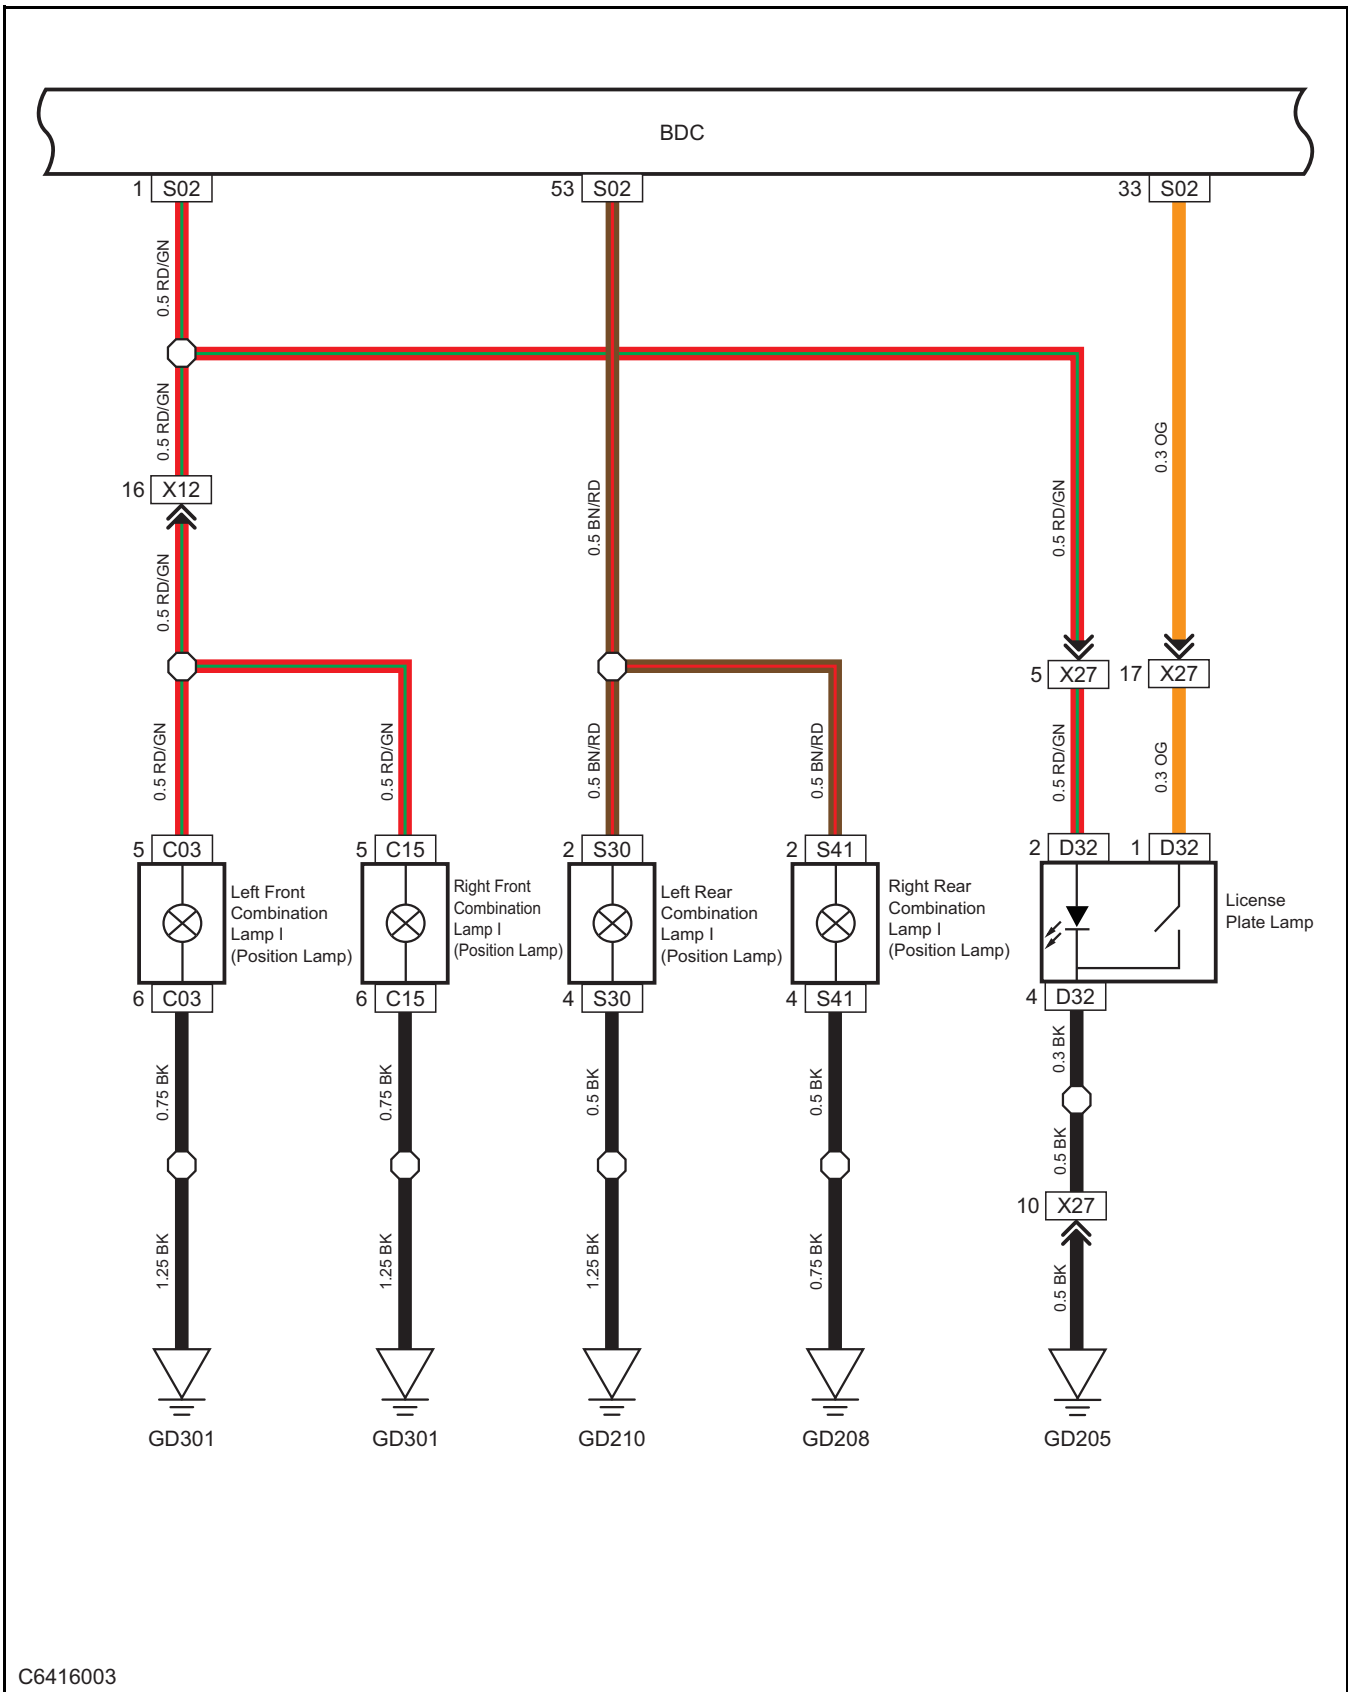 BDC
1 S02
53 S02
33 S02
0.5 RD/GN
0.5 RD/GN
0.3 OG
16 X12
0.5 BN/RD
0.5 RD/GN
0.5 RD/GN
5 X27
17 X27
0.5 RD/GN
0.5 RD/GN
0.5 BN/RD
0.5 BN/RD
0.5 RD/GN
0.3 OG
5 C03
5 C15
2 S30
2 S41
2 D32
1 D32
Left Front
Combination
Lamp I
(Position Lamp)
Right Front
Combination
Lamp I
(Position Lamp)
Left Rear
Combination
Lamp I
(Position Lamp)
Right Rear
Combination
Lamp I
(Position Lamp)
License
Plate Lamp
6 C03
6 C15
4 S30
4 S41
4 D32
0.75 BK
0.75 BK
0.5 BK
0.5 BK
0.3 BK
0.5 BK
10 X27
1.25 BK
1.25 BK
1.25 BK
0.75 BK
0.5 BK
GD301
GD301
GD210
GD208
GD205
C6416003